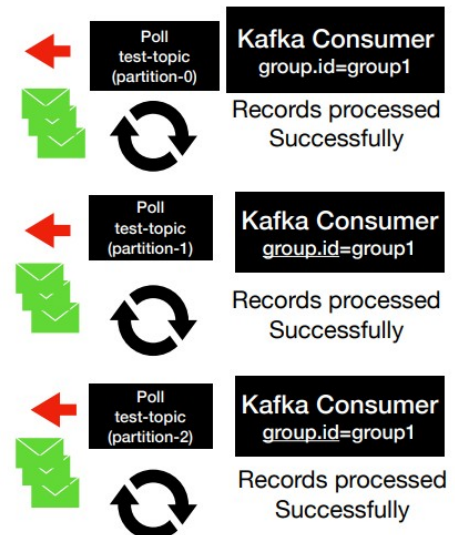 Poll
test-topic
(partition-0)
Kafka Consumer
group.id=group1
Records processed
Successfully
Poll
test-topic
(partition-1)
Kafka Consumer
group.id=group1
Records processed
Successfully
Poll
test-topic
(partition-2)
Kafka Consumer
group.id=group1
Records processed
Successfully